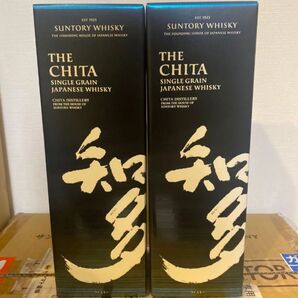 EST. 1923
SUNTORY WHISKY
THE FOUNDING HOUSE OF JAPANESE WHISKY
THE
CHITA
SINGLE GRAIN
JAPANESE WHISKY
CHITA DISTILLERY
FROM THE HOUSE OF
SUNTORY WHISKY
知多
EST. 1923
SUNTORY WHISKY
THE FOUNDING HOUSE OF JAPANESE WHISKY
THE
CHITA
SINGLE GRAIN
JAPANESE WHISKY
CHITA DISTILLERY
FROM THE HOUSE OF
SUNTORY WHISKY
知多